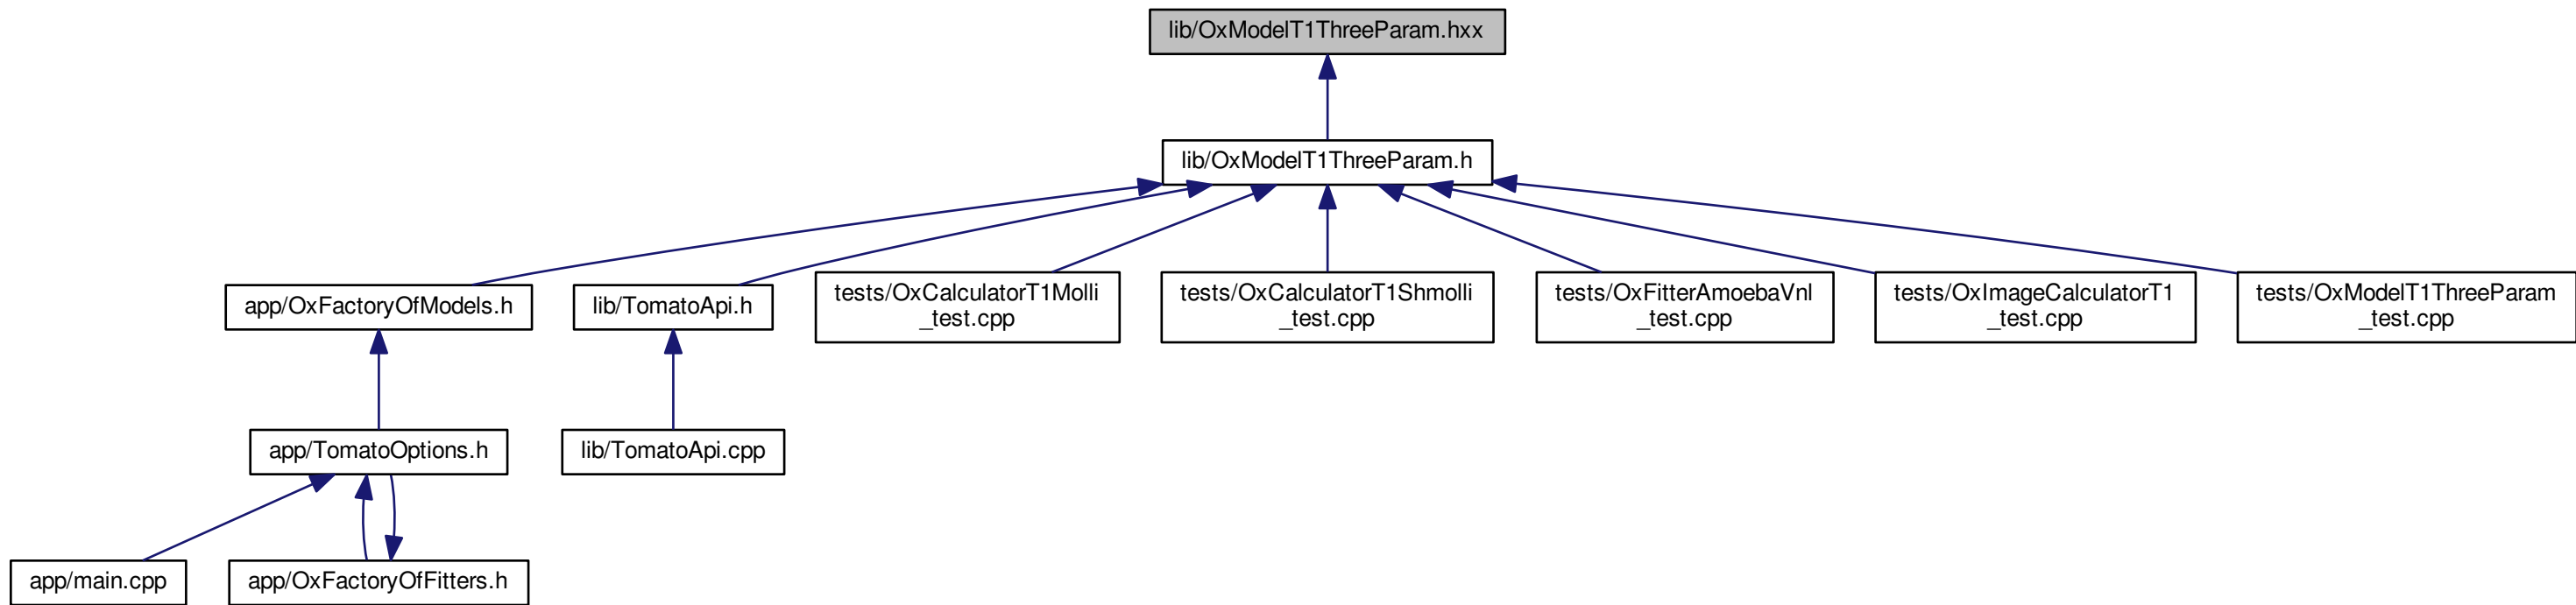 lib/OxModelT1ThreeParam.hxx
lib/OxModelT1ThreeParam.h
app/OxFactoryOfModels.h
lib/TomatoApi.h
tests/OxCalculatorT1Molli
_test.cpp
tests/OxCalculatorT1Shmolli
_test.cpp
tests/OxFitterAmoebaVnl
_test.cpp
tests/OxImageCalculatorT1
_test.cpp
tests/OxModelT1ThreeParam
_test.cpp
app/TomatoOptions.h
lib/TomatoApi.cpp
app/main.cpp
app/OxFactoryOfFitters.h